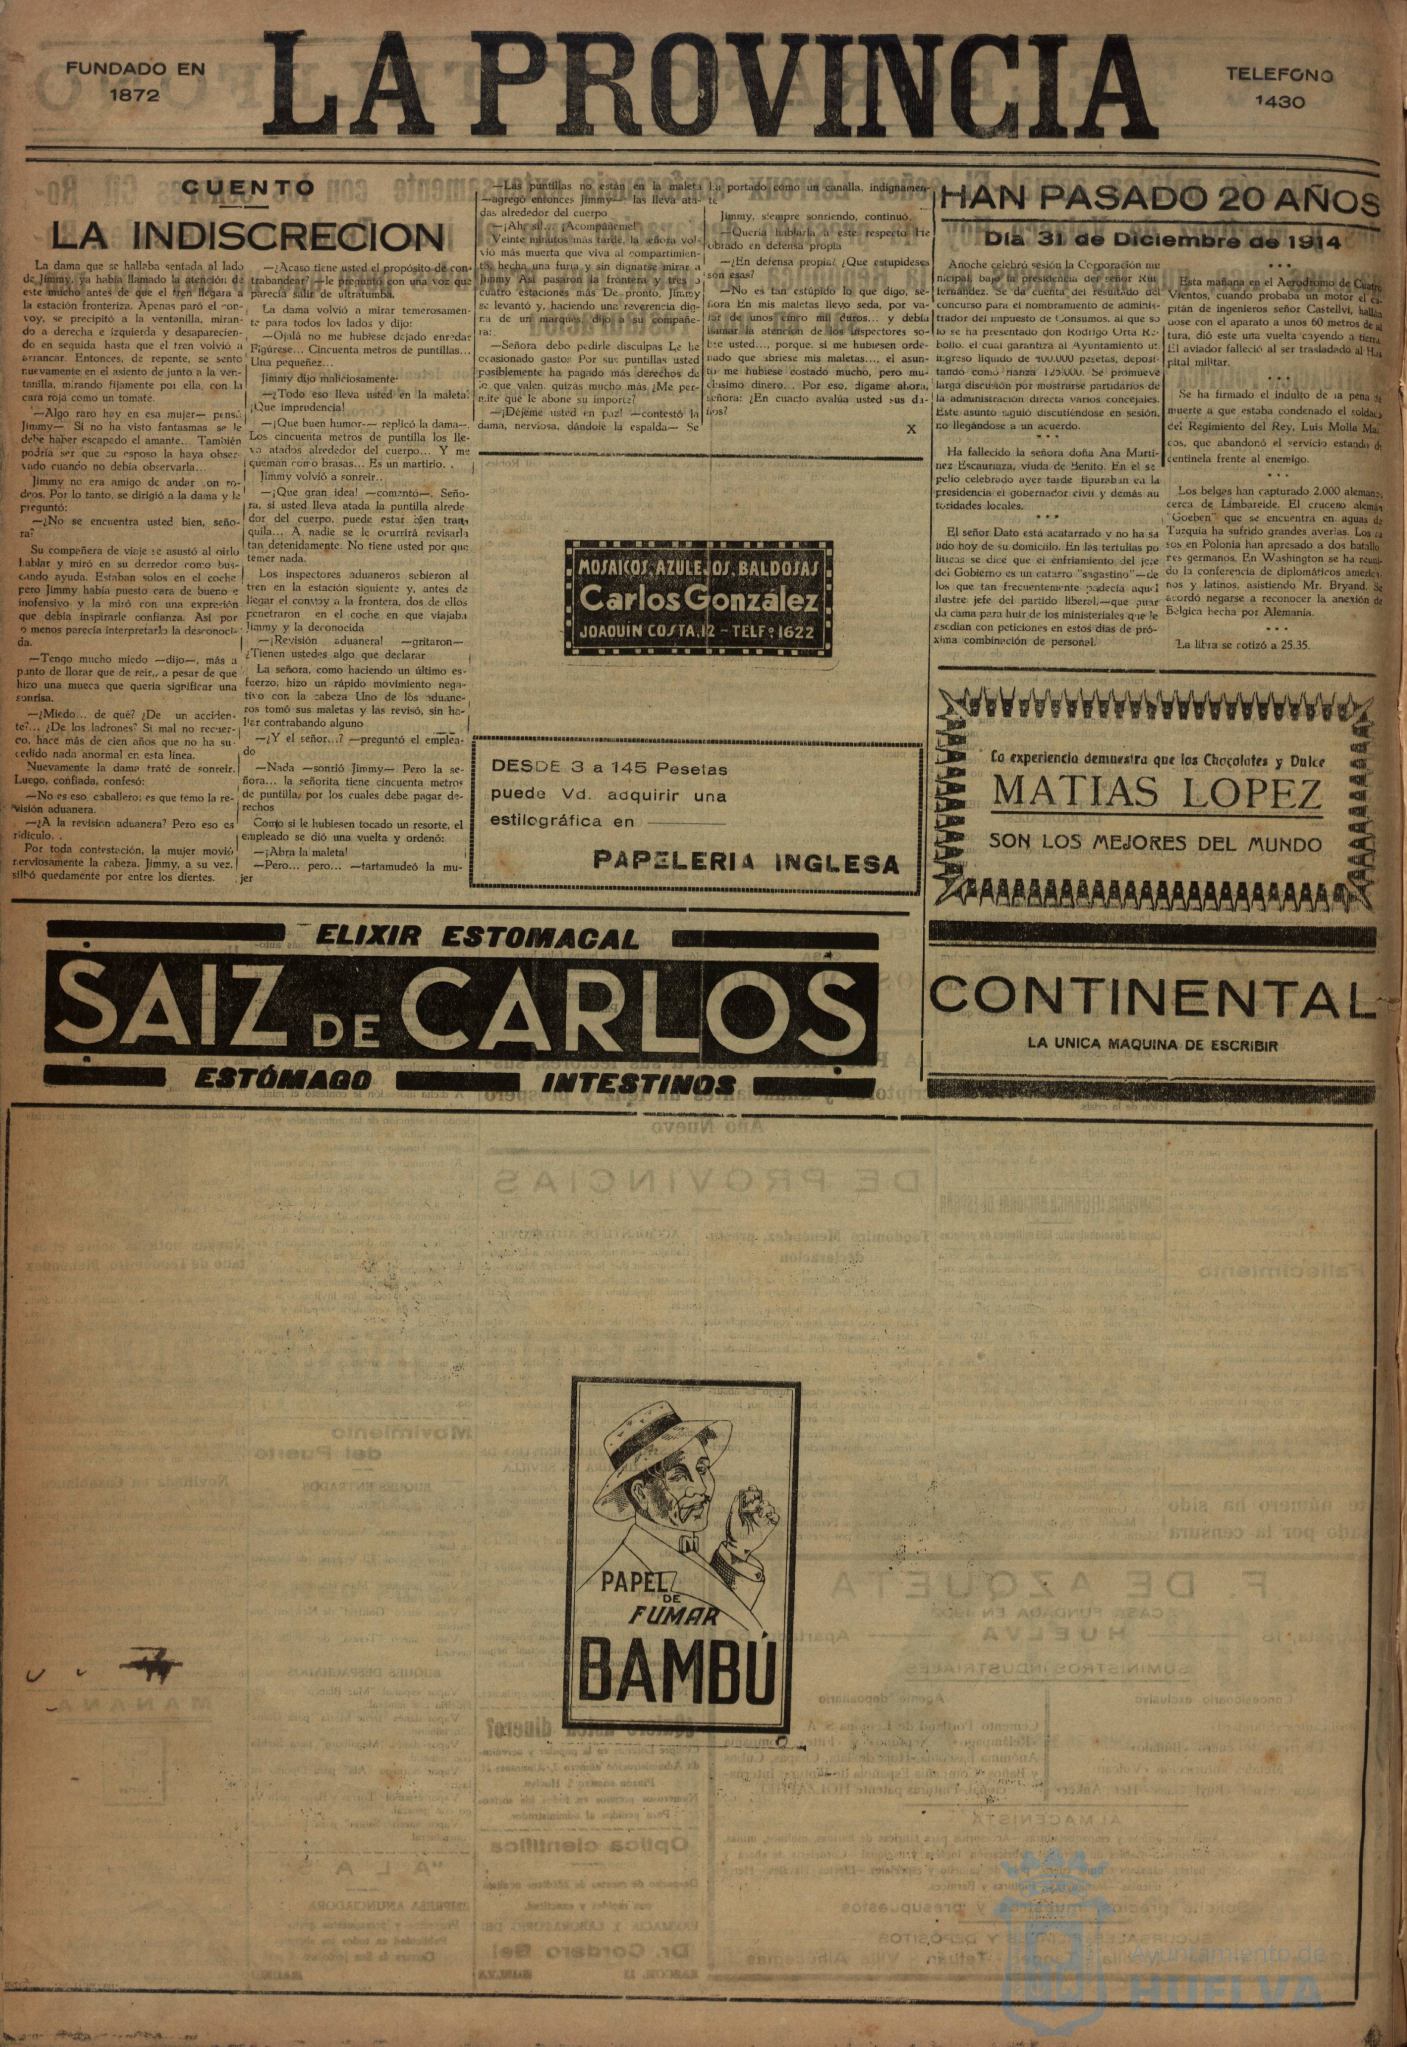 FUNDADO EN
1872
LA PROVINCIA
TELEFONO
1430
CUENTO
LA INDISCRECION
La dama que se hallaba sentada al lado
de Jimmy, ya había llamado la atención de
este mucho antes de que el tren llegara a
la estación fronteriza. Apenas paró el con-
voy, se precipitó a la ventanilla, miran-
do a derecha e izquierda y desaparecien-
do en seguida hasta que el tren volvió a
arrancar. Entonces, de repente, se sentó
nuevamente en el asiento de junto a la ven-
tanilla, mirando fijamente por ella, con la
cara roja como un tomate.
—Algo raro hay en esa mujer— pensó
Jimmy— Si no ha visto fantasmas se le
debe haber escapado el amante... También
podría ser que su esposo la haya obser-
vado cuando no debía observarla...
Jimmy no era amigo de andar con ro-
deos. Por lo tanto, se dirigió a la dama y le
preguntó:
—¿No se encuentra usted bien, seño-
ra?
Su compañera de viaje se asustó al oirlo
hablar y miró en su derredor como bus-
cando ayuda. Estaban solos en el coche
pero Jimmy había puesto cara de bueno e
inofensivo y la miró con una expresión
que debía inspirarle confianza. Así por
lo menos parecía interpretarlo la desconoci-
da.
—Tengo mucho miedo —dijo—, más a
punto de llorar que de reir., a pesar de que
hizo una mueca que quería significar una
sonrisa.
—¿Miedo... de qué? ¿De un acciden-
te?... ¿De los ladrones? Si mal no recuer-
co, hace más de cien años que no ha su-
cedido nada anormal en esta línea.
Nuevamente la dama trató de sonreir.
Luego, confiada, confesó:
—No es eso, caballero; es que temo la re-
visión aduanera.
—¿A la revisión aduanera? Pero eso es
ridículo. .
Por toda contestación, la mujer movió
nerviosamente la cabeza. Jimmy, a su vez,
silbó quedamente por entre los dientes.
—¿Acaso tiene usted el propósito de con-
trabandear? —le preguntó con una voz que
parecía salir de ultratumba.
La dama volvió a mirar temerosamen-
te para todos los lados y dijo:
—Ojalá no me hubiese dejado enredar
Figúrese... Cincuenta metros de puntillas...
Una pequeñez...
Jimmy dijo maliciosamente:
—¿Todo eso lleva usted en la maleta?
¡Que imprudencia!
—¡Que buen humor— replicó la dama—.
Los cincuenta metros de puntilla los lle-
vo atados alrededor del cuerpo... Y me
queman como brasas... Es un martirio. .
Jimmy volvió a sonreir..
—¡Que gran idea! —comentó—. Seño-
ra, si usted lleva atada la puntilla alrede-
dor del cuerpo, puede estar bien tran-
quila... A nadie se le ocurrirá revisarla
tan detenidamente. No tiene usted por que
temer nada.
Los inspectores aduaneros sebieron al
tren en la estación siguiente y, antes de
llegar el convoy a la frontera, dos de ellos
penetraron en el coche en que viajaba
Jimmy y la deconocida
—¡Revisión aduanera! —gritaron—
¿Tienen ustedes algo que declarar
La señora, como haciendo un último es-
fuerzo, hizo un rápido movimiento nega-
tivo con la cabeza Uno de los aduane-
ros tomó sus maletas y las revisó, sin ha-
llar contrabando alguno
—¿Y el señor...? —preguntó el emplea-
do
—Nada —sonrió Jimmy— Pero la se-
ñora... la señorita tiene cincuenta metros
de puntilla, por los cuales debe pagar de-
rechos
Como si le hubiesen tocado un resorte, el
empleado se dió una vuelta y ordenó:
—¡Abra la maleta!
—Pero... pero... —tartamudeó la mu-
jer
—Las puntillas no están en la maleta
—agregó entonces Jimmy— las lleva ata-
das alrededor del cuerpo
—¡Ah, sí!... ¡Acompáñeme!
Veinte minutos más tarde, la señora vol-
vió más muerta que viva al compartimien-
to, hecha una furia y sin dignarse mirar a
Jimmy Así pasaron la frontera y tres o
cuatro estaciones más De pronto, Jimmy
se levantó y, haciendo una reverencia dig-
na de un marqués, dijo a su compañe-
ra:
—Señora debo pedirle disculpas Le he
ocasionado gastos Por sus puntillas usted
posiblemente ha pagado más derechos de
lo que valen, quizás mucho más ¿Me per-
mite que le abone su importe?
—¡Déjeme usted en paz! —contestó la
dama, nerviosa, dándole la espalda— Se
ha portado como un canalla, indignamen-
te
Jimmy, siempre sonriendo, continuó.
—Quería hablarla a este respecto He
obrado en defensa propia
—¿En defensa propia? ¿Que estupideses
son esas?
—No es tan estúpido lo que digo, se-
ñora En mis maletas llevo seda, por va-
lor de unos cinco mil duros... y debía
llamar la atención de los inspectores so-
bre usted..., porque, si me hubiesen orde-
nado que abriese mis maletas..., el asun-
to me hubiese costado mucho, pero mu-
chísimo dinero... Por eso, dígame ahora,
señora: ¿En cuacto avalúa usted sus da-
ños?
X
HAN PASADO 20 AÑOS
Día 31 de Diciembre de 1914
Anoche celebró sesión la Corporación mu
nicipal, bajo la presidencia del señor Ruiz
Hernández. Se da cuenta del resultado del
concurso para el nombramiento de adminis-
trador del impuesto de Consumos, al que so
lo se ha presentado don Rodrigo Orta Re-
bollo, el cual garantiza al Ayuntamiento un
ingreso líquido de 400.000 pesetas, deposi-
tando como fianza 125.000. Se promueve
larga discusión por mostrarse partidarios de
la administración directa varios concejales.
Este asunto siguió discutiéndose en sesión,
no llegándose a un acuerdo.
* * *
Ha fallecido la señora doña Ana Martí-
nez Escauriaza, viuda de Benito. En el se
pelio celebrado ayer tarde figuraban en la
presidencia el gobernador civil y demás au
toridades locales.
* * *
El señor Dato está acatarrado y no ha sa
lido hoy de su domicilio. En las tertulias po
líticas se dice que el enfriamiento del jefe
del Gobierno es un catarro "sagastino"—de
los que tan frecuentemente padecía aquel
ilustre jefe del partido liberal,—que guar
da cama para huir de los ministeriales que le
asedian con peticiones en estos días de pró-
xima combinación de personal.
* * *
Esta mañana en el Aerodromo de Cuatro
Vientos, cuando probaba un motor el ca-
pitán de ingenieros señor Castellví, hallán
dose con el aparato a unos 60 metros de al
tura, dió este una vuelta cayendo a tierra.
El aviador falleció al ser trasladado al Hos
pital militar.
* * *
Se ha firmado el indulto de la pena de
muerte a que estaba condenado el soldado
del Regimiento del Rey, Luis Molla Mar
cos, que abandonó el servicio estando de
centinela frente al enemigo.
* * *
Los belgas han capturado 2.000 alemanes
cerca de Limbareide. El cruceno alemán
"Goeben" que se encuentra en aguas de
Turquía ha sufrido grandes averías. Los ru
sos en Polonia han apresado a dos batallo
nes germanos. En Washington se ha reuni
do la conferencia de diplomáticos america
nos y latinos, asistiendo Mr. Bryand. Se
acordó negarse a reconocer la anexión de
Bélgica hecha por Alemania.
* * *
La libra se cotizó a 25.35.
MOSAICOS, AZULEJOS, BALDOSAS
Carlos González
JOAQUIN COSTA, 12 - TELFº 1622
DESDE 3 a 145 Pesetas
puede Vd. adquirir una
estilográfica en
PAPELERIA INGLESA
La experiencia demuestra que los Chocolates y Dulce
MATIAS LOPEZ
SON LOS MEJORES DEL MUNDO
ELIXIR ESTOMACAL
SAIZ DE CARLOS
ESTÓMAGO INTESTINOS
CONTINENTAL
LA UNICA MAQUINA DE ESCRIBIR
PAPEL
DE
FUMAR
BAMBÚ
Ayuntamiento de
HUELVA